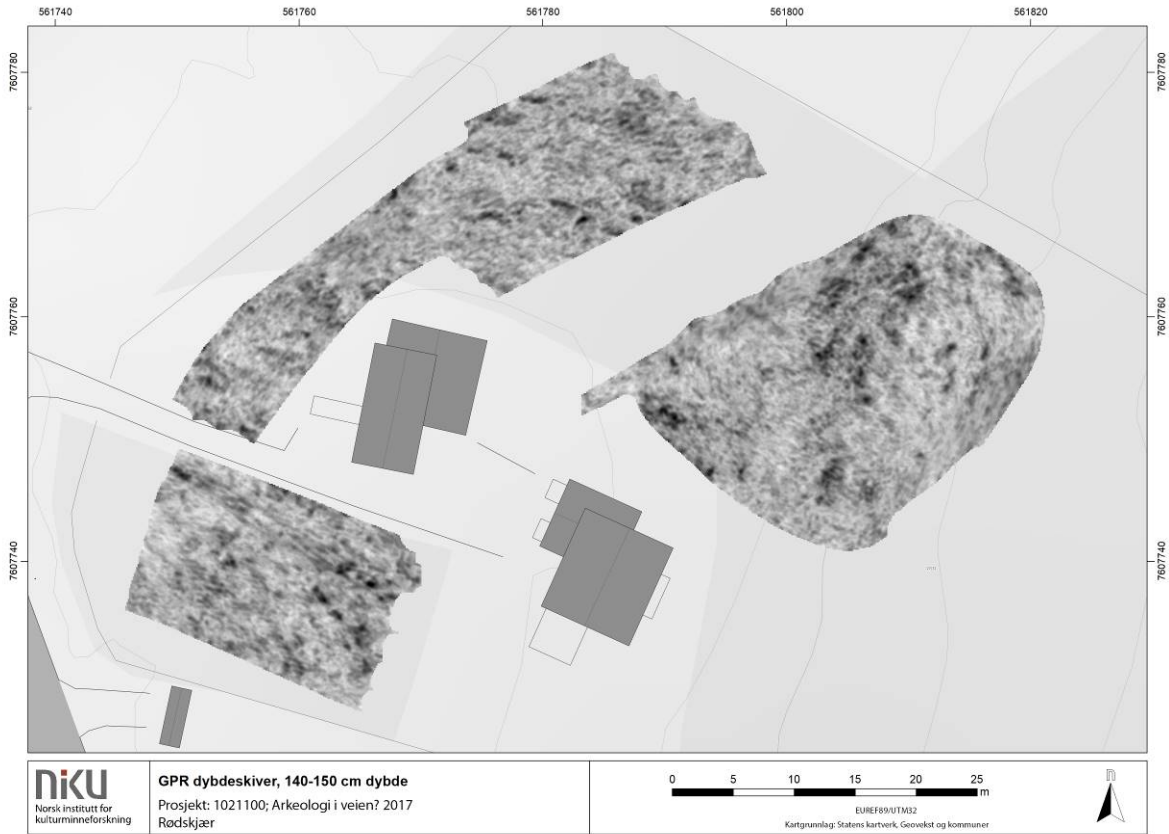 561740
561760
561780
561800
561820
7607780
7607780
7607760
7607760
7607740
7607740
NIKU
Norsk institutt for
kulturminneforskning
GPR dybdeskiver, 140-150 cm dybde
Prosjekt: 1021100; Arkeologi i veien? 2017
Rødskjær
0 5 10 15 20 25
m
EUREF89/UTM32
Kartgrunnlag: Statens kartverk, Geovekst og kommuner
n